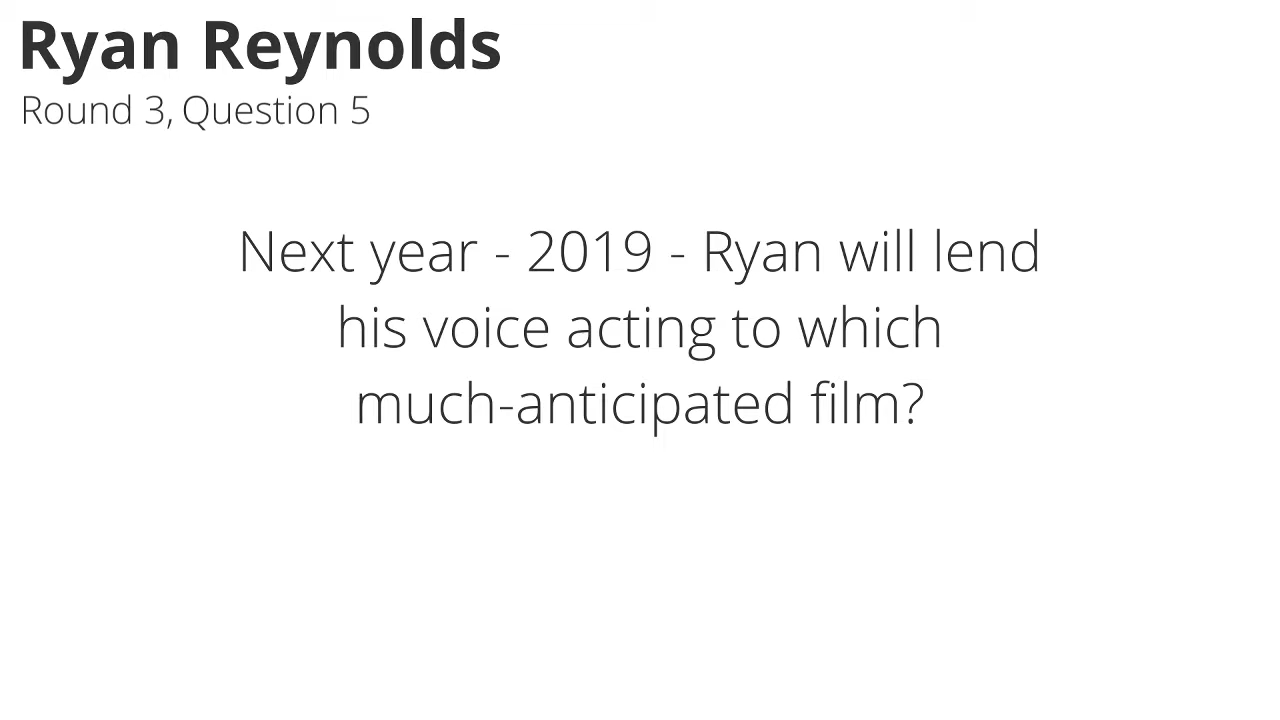 Ryan Reynolds
Round 3, Question 5
Next year - 2019 - Ryan will lend
his voice acting to which
much-anticipated film?